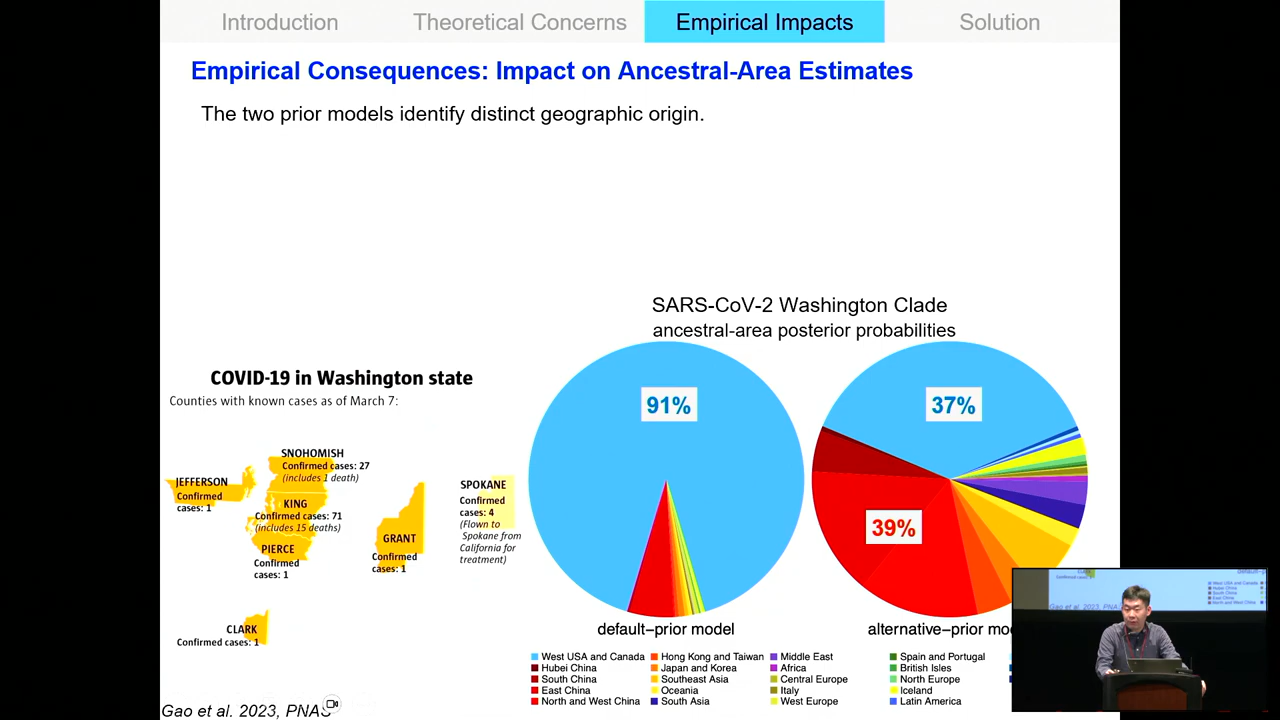 Introduction
Theoretical Concerns
Empirical Impacts
Solution
Empirical Consequences: Impact on Ancestral-Area Estimates
The two prior models identify distinct geographic origin.
SARS-CoV-2 Washington Clade
ancestral-area posterior probabilities
COVID-19 in Washington state
Counties with known cases as of March 7:
SNOHOMISH
Confirmed cases: 27
(includes 1 death)
JEFFERSON
Confirmed
cases: 1
KING
Confirmed cases: 71
(includes 15 deaths)
PIERCE
Confirmed
cases: 1
GRANT
Confirmed
cases: 1
SPOKANE
Confirmed
cases: 4
(Flown to
Spokane from
California for
treatment)
CLARK
Confirmed cases: 1
91%
37%
39%
default–prior model
alternative–prior mo
West USA and Canada
Hubei China
South China
East China
North and West China
Hong Kong and Taiwan
Japan and Korea
Southeast Asia
Oceania
South Asia
Middle East
Africa
Central Europe
Italy
West Europe
Spain and Portugal
British Isles
North Europe
Iceland
Latin America
Gao et al. 2023, PNAS